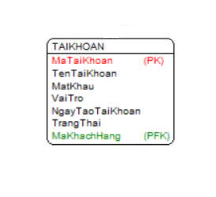 TAIKHOAN
MaTaiKhoan (PK)
TenTaiKhoan
MatKhau
VaiTro
NgayTaoTaiKhoan
TrangThai
MaKhachHang (PFK)